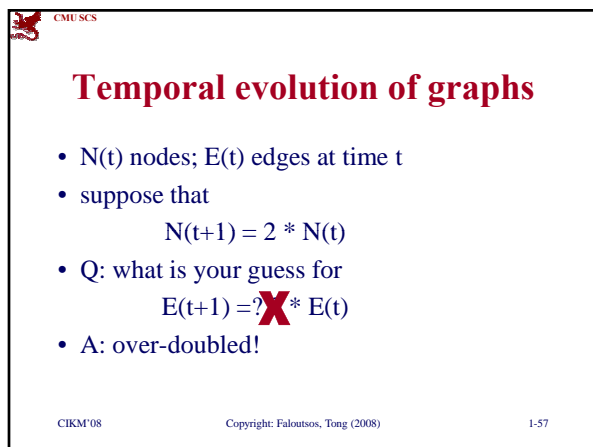 CMU SCS
Temporal evolution of graphs
• N(t) nodes; E(t) edges at time t
• suppose that
N(t+1) = 2 * N(t)
• Q: what is your guess for
E(t+1) =? * E(t)
• A: over-doubled!
CIKM'08 Copyright: Faloutsos, Tong (2008) 1-57